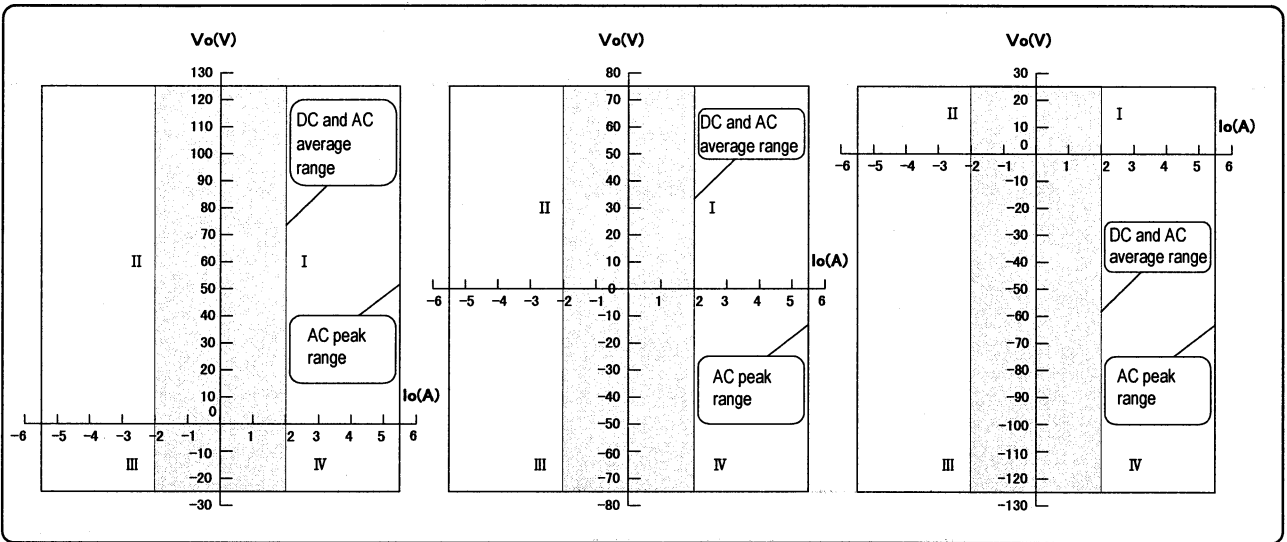 Vo(V)
130
120
110
100
90
80
70
60
50
40
30
20
10
0
-10
-20
-30
-6 -5 -4 -3 -2 1 2 3 4 5 6
Io(A)
DC and AC
average
range
AC peak
range
II
I
III
IV
Vo(V)
80
70
60
50
40
30
20
10
0
-10
-20
-30
-40
-50
-60
-70
-80
-6 -5 -4 -3 -2 1 2 3 4 5 6
Io(A)
DC and AC
average range
AC peak
range
II
I
III
IV
Vo(V)
30
20
10
0
-10
-20
-30
-40
-50
-60
-70
-80
-90
-100
-110
-120
-130
-6 -5 -4 -3 -2 1 2 3 4 5 6
Io(A)
DC and AC
average range
AC peak
range
II
I
III
IV